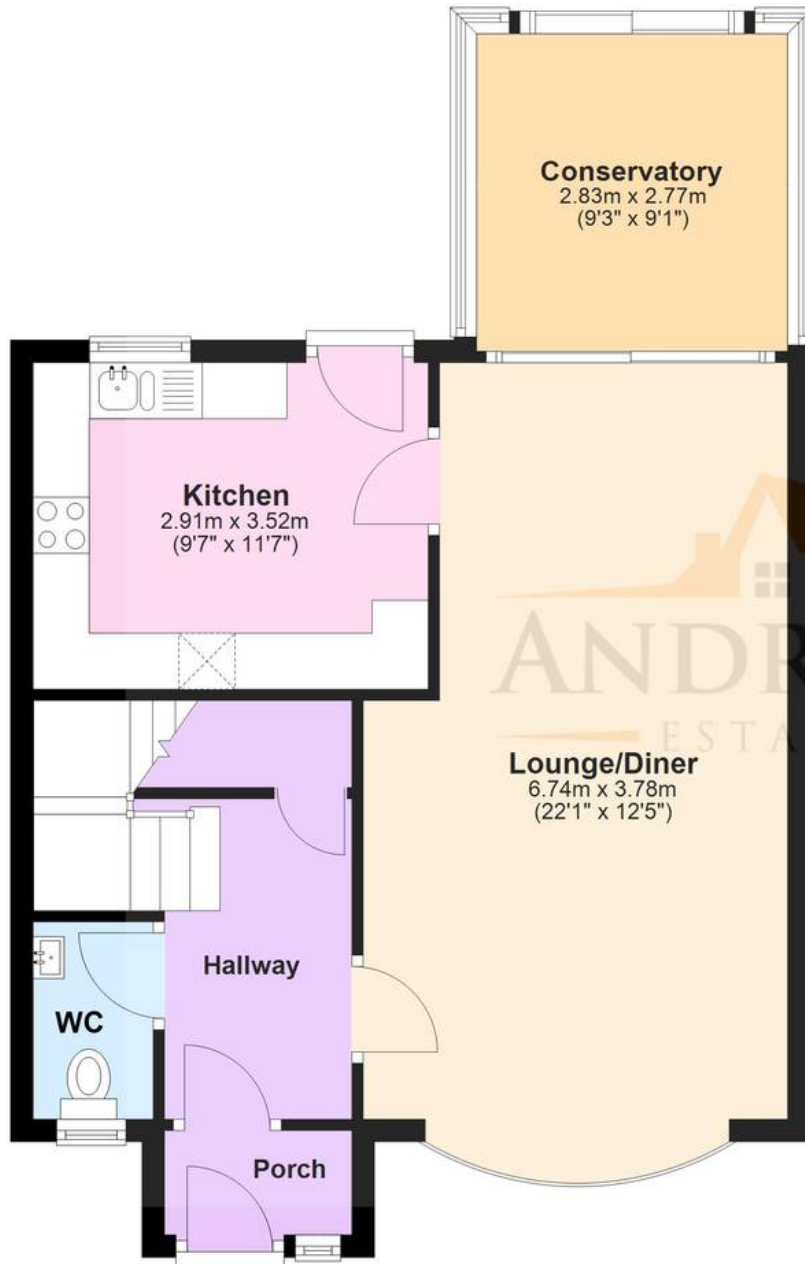 Conservatory
2.83m x 2.77m
(9'3" x 9'1")
Kitchen
2.91m x 3.52m
(9'7" x 11'7")
Lounge/Diner
6.74m x 3.78m
(22'1" x 12'5")
Hallway
WC
Porch